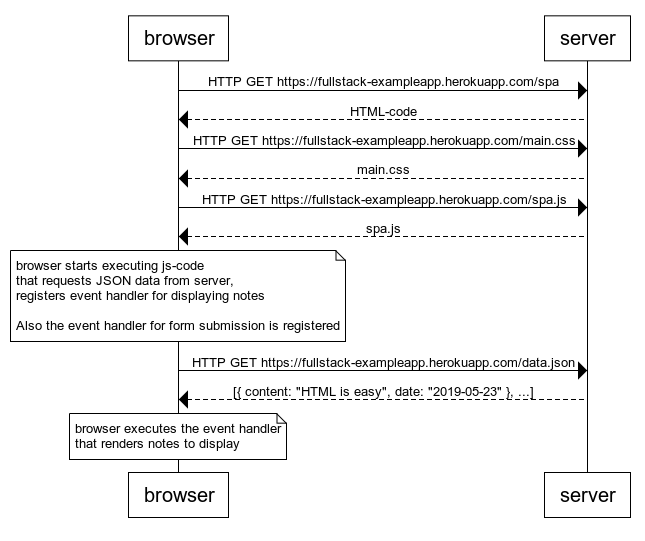 browser
server
HTTP GET https://fullstack-exampleapp.herokuapp.com/spa
HTML-code
HTTP GET https://fullstack-exampleapp.herokuapp.com/main.css
main.css
HTTP GET https://fullstack-exampleapp.herokuapp.com/spa.js
spa.js
browser starts executing js-code
that requests JSON data from server,
registers event handler for displaying notes
Also the event handler for form submission is registered
HTTP GET https://fullstack-exampleapp.herokuapp.com/data.json
[{ content: "HTML is easy", date: "2019-05-23" }, ...]
browser executes the event handler
that renders notes to display
browser
server